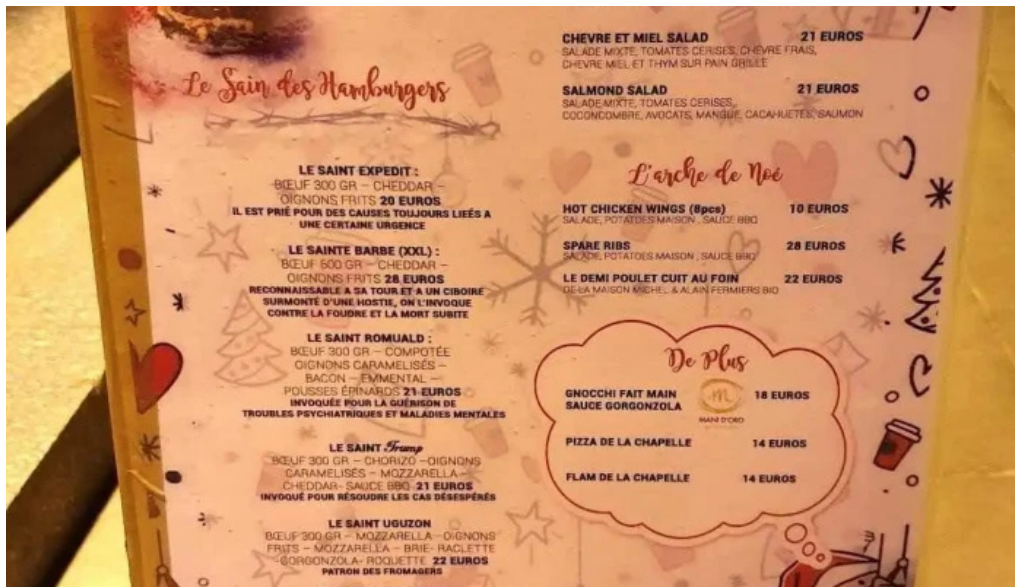 Le Sain des Hamburgers
LE SAINT EXPEDIT :
BŒUF 300 GR – CHEDDAR –
OIGNONS FRITS 20 EUROS
IL EST PRIÉ POUR DES CAUSES TOUJOURS LIEÉS A
UNE CERTAINE URGENCE
LE SAINTE BARBE (XXL) :
BŒUF 600 GR – CHEDDAR –
OIGNONS FRITS 28 EUROS
RECONNAISSABLE A SA TOUR ET A UN CIBOIRE
SURMONTÉ D'UNE HOSTIE, ON L'INVOQUE
CONTRE LA FOUDRE ET LA MORT SUBITE
LE SAINT ROMUALD :
BŒUF 300 GR – COMPOTÉE
OIGNONS CARAMELISÉS –
BACON – EMMENTAL –
POUSSES ÉPINARDS 21 EUROS
INVOQUÉE POUR LA GUÉRISON DE
TROUBLES PSYCHIATRIQUES ET MALADIES MENTALES
LE SAINT Trump
BŒUF 300 GR – CHORIZO –OIGNONS
CARAMELISÉS – MOZZARELLA –
CHEDDAR- SAUCE BBQ 21 EUROS
INVOQUÉ POUR RÉSOUDRE LES CAS DÉSESPÉRÉS
LE SAINT UGUZON
BŒUF 300 GR – MOZZARELLA –OIGNONS
FRITS – MOZZARELLA – BRIE- RACLETTE
-GORGONZOLA- ROQUETTE 22 EUROS
PATRON DES FROMAGERS
CHEVRE ET MIEL SALAD 21 EUROS
SALADE MIXTE, TOMATES CERISES, CHÈVRE FRAIS,
CHEVRE MIEL ET THYM SUR PAIN GRILLÉ
SALMOND SALAD 21 EUROS
SALADE MIXTE, TOMATES CERISES,
COCONCOMBRE, AVOCATS, MANGUE, CACAHUETES, SAUMON
L'arche de Noé
HOT CHICKEN WINGS (8pcs) 10 EUROS
SALADE, POTATOES MAISON , SAUCE BBQ
SPARE RIBS 28 EUROS
SALADE, POTATOES MAISON , SAUCE BBQ
LE DEMI POULET CUIT AU FOIN 22 EUROS
DE LA MAISON MICHEL & ALAIN FERMIERS BIO
De Plus
GNOCCHI FAIT MAIN 18 EUROS
SAUCE GORGONZOLA
m
MANI D'ORO
PIZZA DE LA CHAPELLE 14 EUROS
FLAM DE LA CHAPELLE 14 EUROS